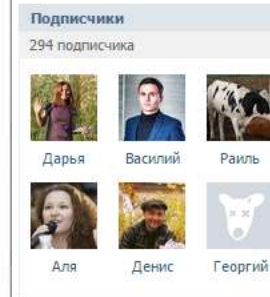 Подписчики
294 подписчика
Дарья Василий Раиль
Аля Денис Георгий